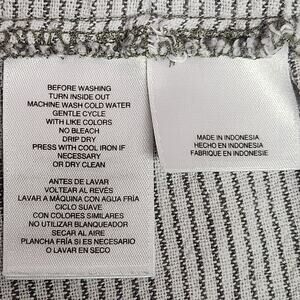 BEFORE WASHING
TURN INSIDE OUT
MACHINE WASH COLD WATER
GENTLE CYCLE
WITH LIKE COLORS
NO BLEACH
DRIP DRY
PRESS WITH COOL IRON IF
NECESSARY
OR DRY CLEAN
ANTES DE LAVAR
VOLTEAR AL REVÉS
LAVAR A MÁQUINA CON AGUA FRÍA
CICLO SUAVE
CON COLORES SIMILARES
NO UTILIZAR BLANQUEADOR
SECAR AL AIRE
PLANCHA FRÍA SI ES NECESARIO
O LAVAR EN SECO
MADE IN INDONESIA
HECHO EN INDONESIA
FABRIQUE EN INDONESIE